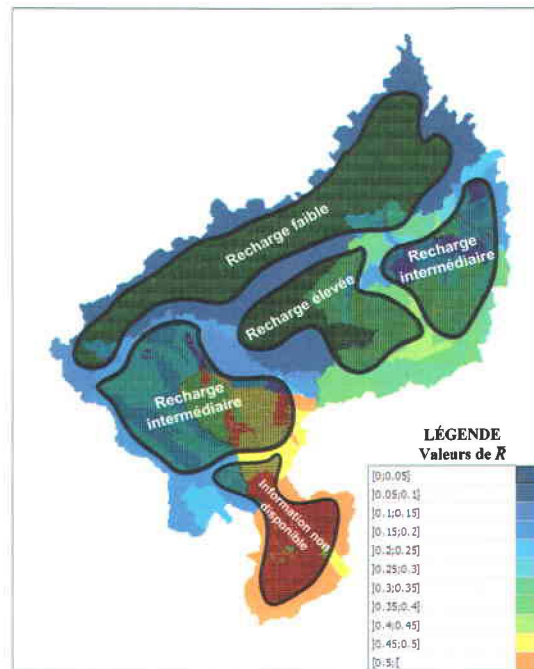 Recharge faible
Recharge
intermédiaire
Recharge élevée
Recharge
intermédiaire
Information non
disponible
LÉGENDE
Valeurs de R̄
[0;0.05]
]0.05;0.1]
]0.1;0.15]
]0.15;0.2]
]0.2;0.25]
]0.25;0.3]
]0.3;0.35]
]0.35;0.4]
]0.4;0.45]
]0.45;0.5]
]0.5;[